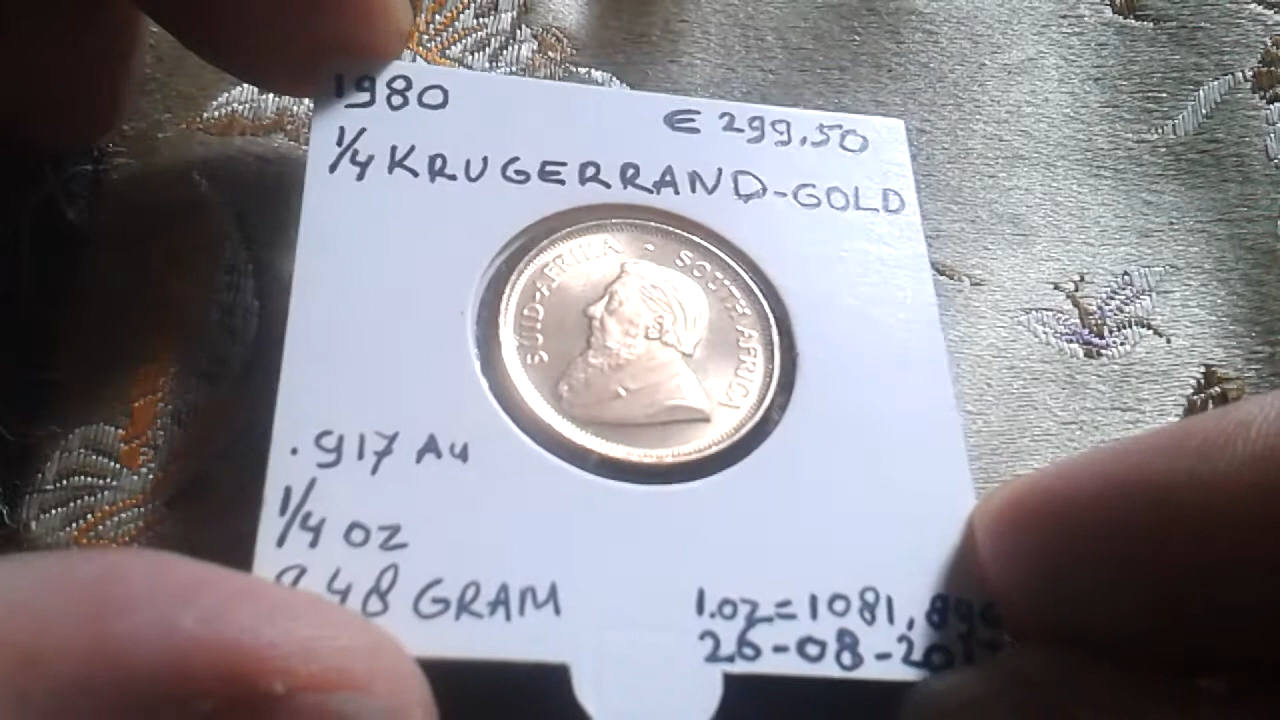 1980
€ 299,50
1/4 KRUGERRAND-GOLD
SUID-AFRIKA · SOUTH AFRICA
.917 Au
1/4 OZ
48 GRAM
1.oz=1081,
26-08-